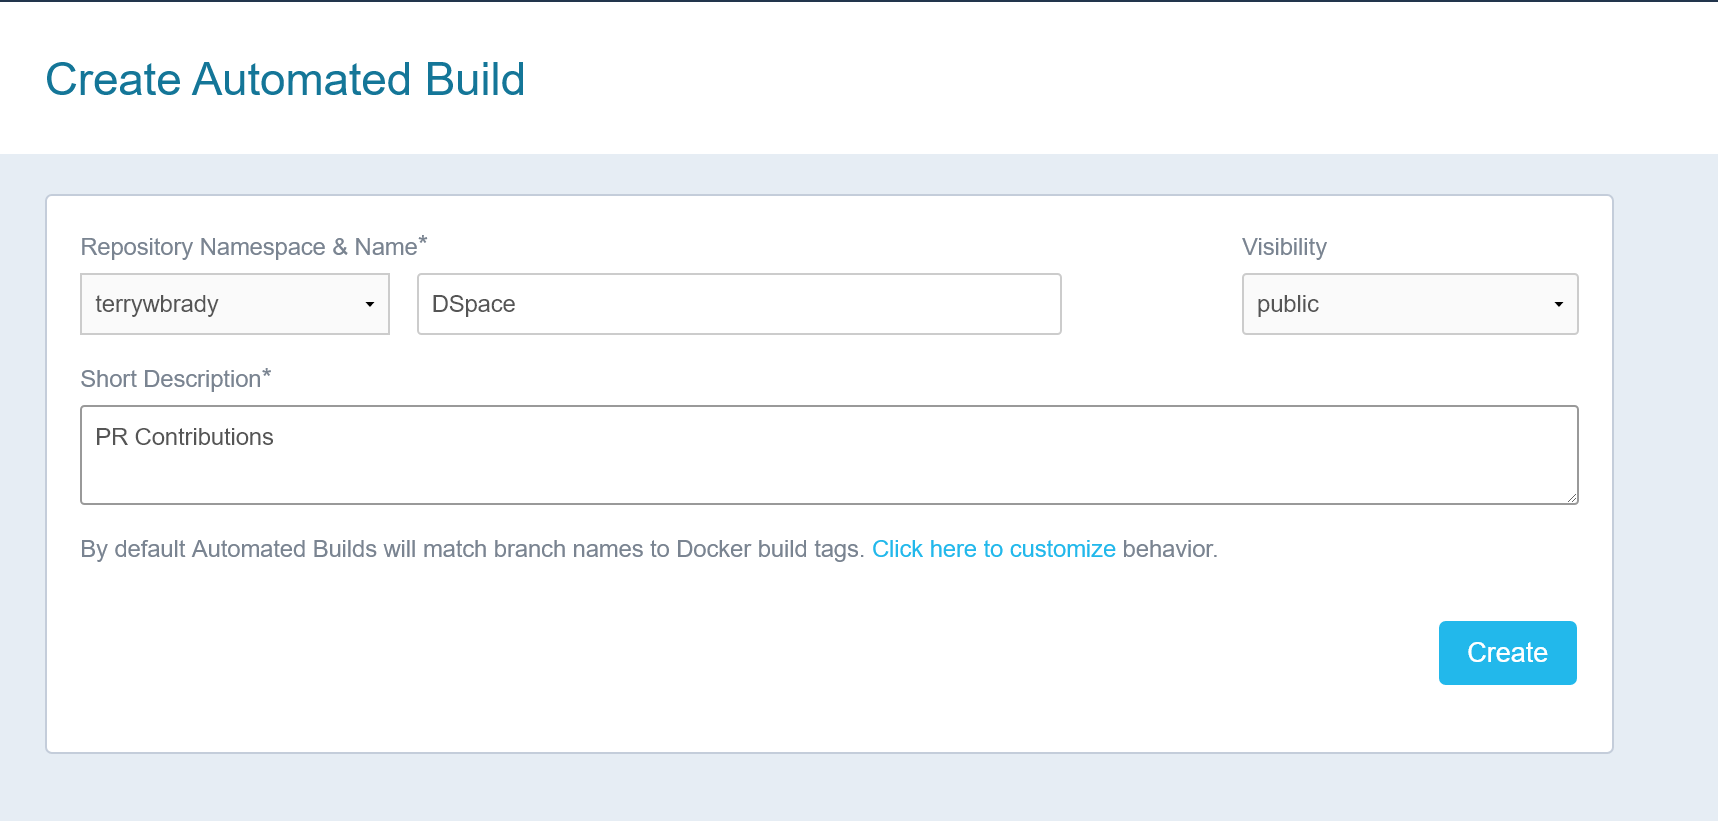 Create Automated Build
Repository Namespace & Name* Visibility
terrywbrady DSpace public
Short Description*
PR Contributions
By default Automated Builds will match branch names to Docker build tags. Click here to customize behavior.
Create